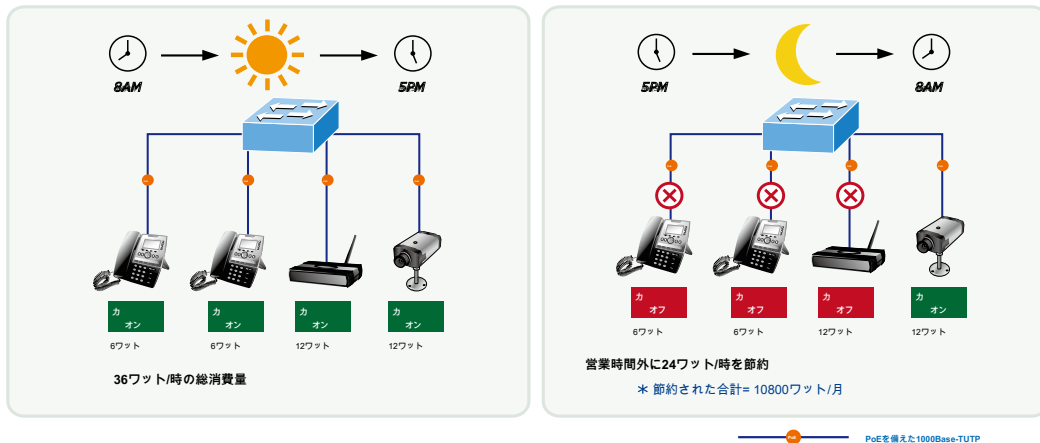 8AM
5PM
カ
オン
カ
オン
カ
オン
カ
オン
6ワット
6ワット
12ワット
12ワット
36ワット/時の総消費量
5PM
8AM
カ
オフ
カ
オフ
カ
オフ
カ
オン
6ワット
6ワット
12ワット
12ワット
営業時間外に24ワット/時を節約
* 節約された合計= 10800ワット/月
PoE
PoEを備えた1000Base-TUTP